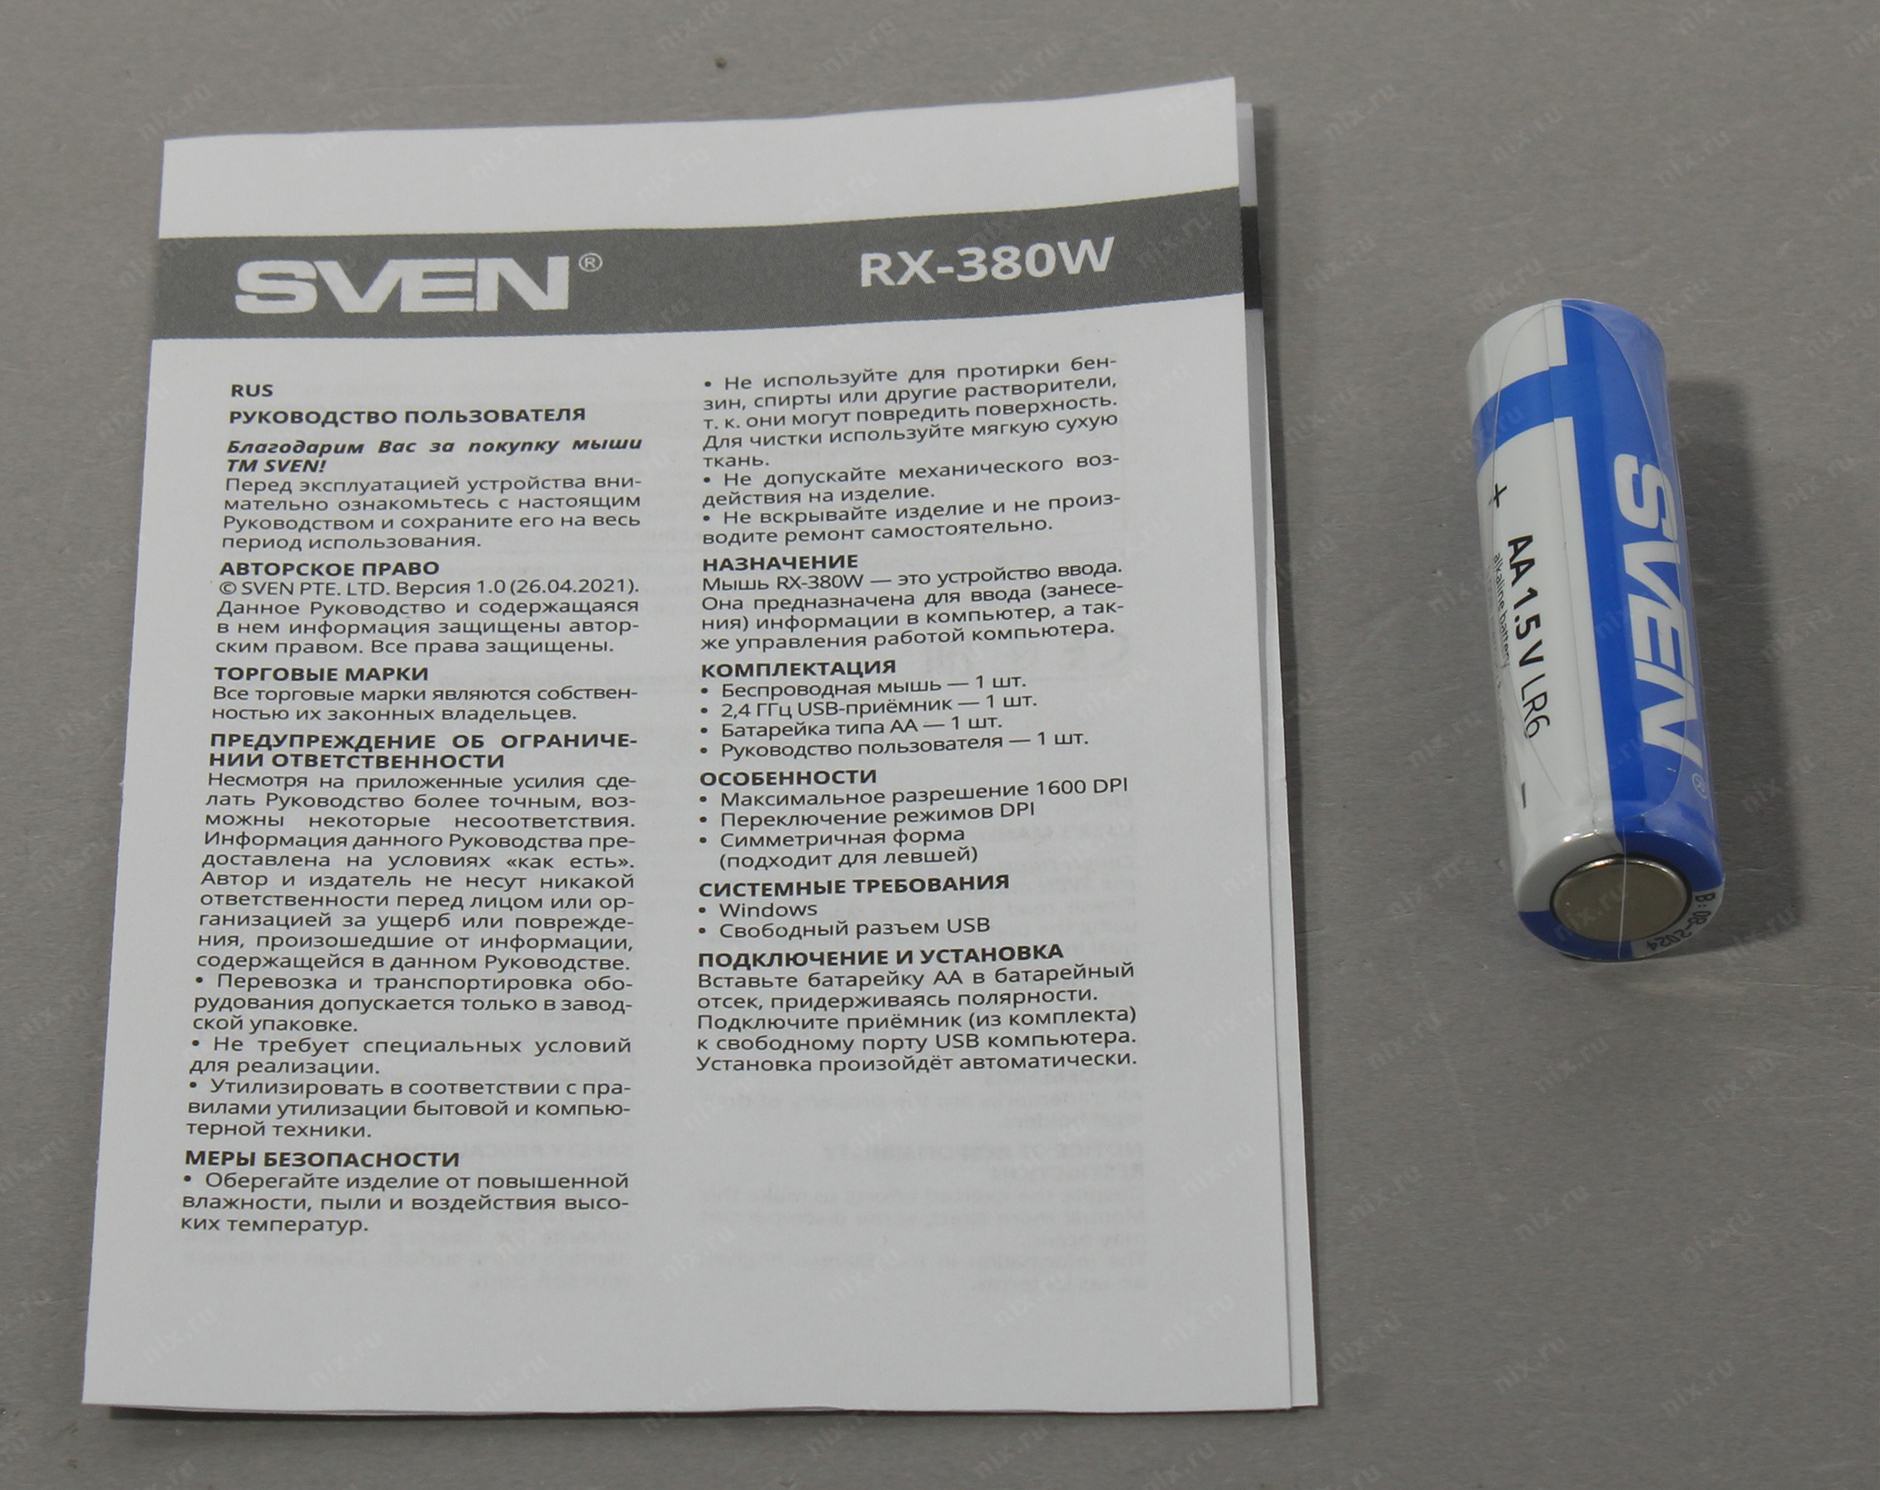 SVEN®
RX-380W
RUS
РУКОВОДСТВО ПОЛЬЗОВАТЕЛЯ
Благодарим Вас за покупку мыши
ТМ SVEN!
Перед эксплуатацией устройства вни-
мательно ознакомьтесь с настоящим
Руководством и сохраните его на весь
период использования.
АВТОРСКОЕ ПРАВО
© SVEN PTE. LTD. Версия 1.0 (26.04.2021).
Данное Руководство и содержащаяся
в нем информация защищены автор-
ским правом. Все права защищены.
ТОРГОВЫЕ МАРКИ
Все торговые марки являются собствен-
ностью их законных владельцев.
ПРЕДУПРЕЖДЕНИЕ ОБ ОГРАНИЧЕ-
НИИ ОТВЕТСТВЕННОСТИ
Несмотря на приложенные усилия сде-
лать Руководство более точным, воз-
можны некоторые несоответствия.
Информация данного Руководства пре-
доставлена на условиях «как есть».
Автор и издатель не несут никакой
ответственности перед лицом или ор-
ганизацией за ущерб или поврежде-
ния, произошедшие от информации,
содержащейся в данном Руководстве.
• Перевозка и транспортировка обо-
рудования допускается только в завод-
ской упаковке.
• Не требует специальных условий
для реализации.
• Утилизировать в соответствии с пра-
вилами утилизации бытовой и компью-
терной техники.
МЕРЫ БЕЗОПАСНОСТИ
• Оберегайте изделие от повышенной
влажности, пыли и воздействия высо-
ких температур.
• Не используйте для протирки бен-
зин, спирты или другие растворители,
т. к. они могут повредить поверхность.
Для чистки используйте мягкую сухую
ткань.
• Не допускайте механического воз-
действия на изделие.
• Не вскрывайте изделие и не произ-
водите ремонт самостоятельно.
НАЗНАЧЕНИЕ
Мышь RX-380W — это устройство ввода.
Она предназначена для ввода (занесе-
ния) информации в компьютер, а так-
же управления работой компьютера.
КОМПЛЕКТАЦИЯ
• Беспроводная мышь — 1 шт.
• 2,4 ГГц USB-приёмник — 1 шт.
• Батарейка типа АА — 1 шт.
• Руководство пользователя — 1 шт.
ОСОБЕННОСТИ
• Максимальное разрешение 1600 DPI
• Переключение режимов DPI
• Симметричная форма
(подходит для левшей)
СИСТЕМНЫЕ ТРЕБОВАНИЯ
• Windows
• Свободный разъем USB
ПОДКЛЮЧЕНИЕ И УСТАНОВКА
Вставьте батарейку АА в батарейный
отсек, придерживаясь полярности.
Подключите приёмник (из комплекта)
к свободному порту USB компьютера.
Установка произойдёт автоматически.
SVEN®
+ AA 1.5 V LR6 -
alkaline battery
B: 08-2024
nix.ru